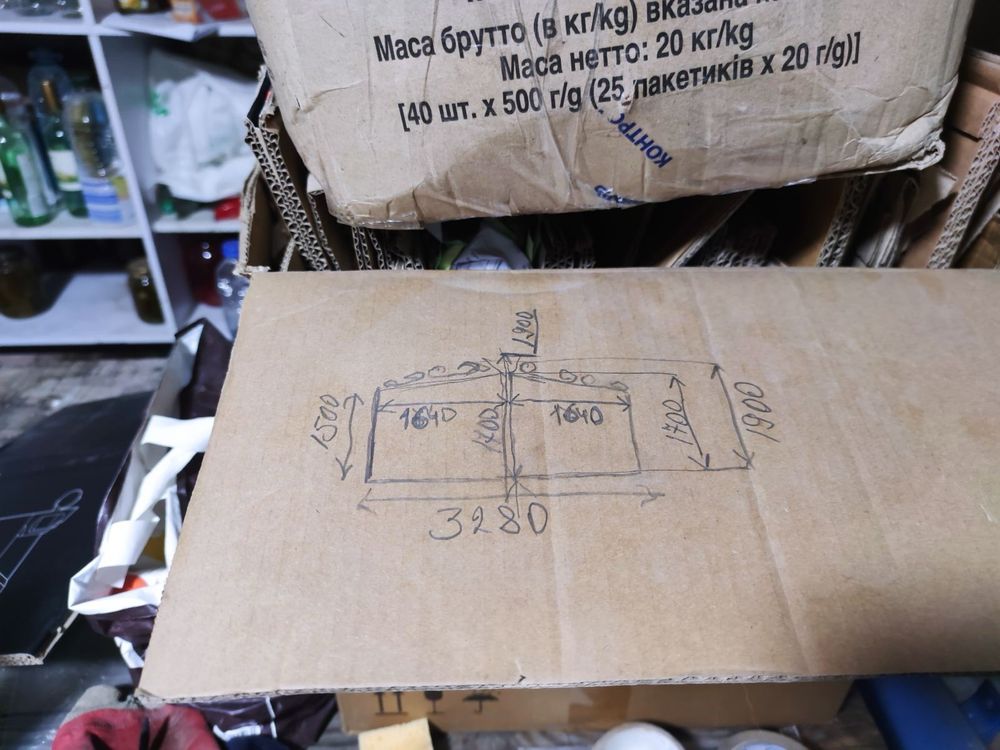 Маса брутто (в кг/kg) вказана
Маса нетто: 20 кг/kg
[40 шт. х 500 г/g (25 пакетиків х 20 г/g)]
КОНТРС
1900
1500
1640
1700
1640
1700
1900
3280